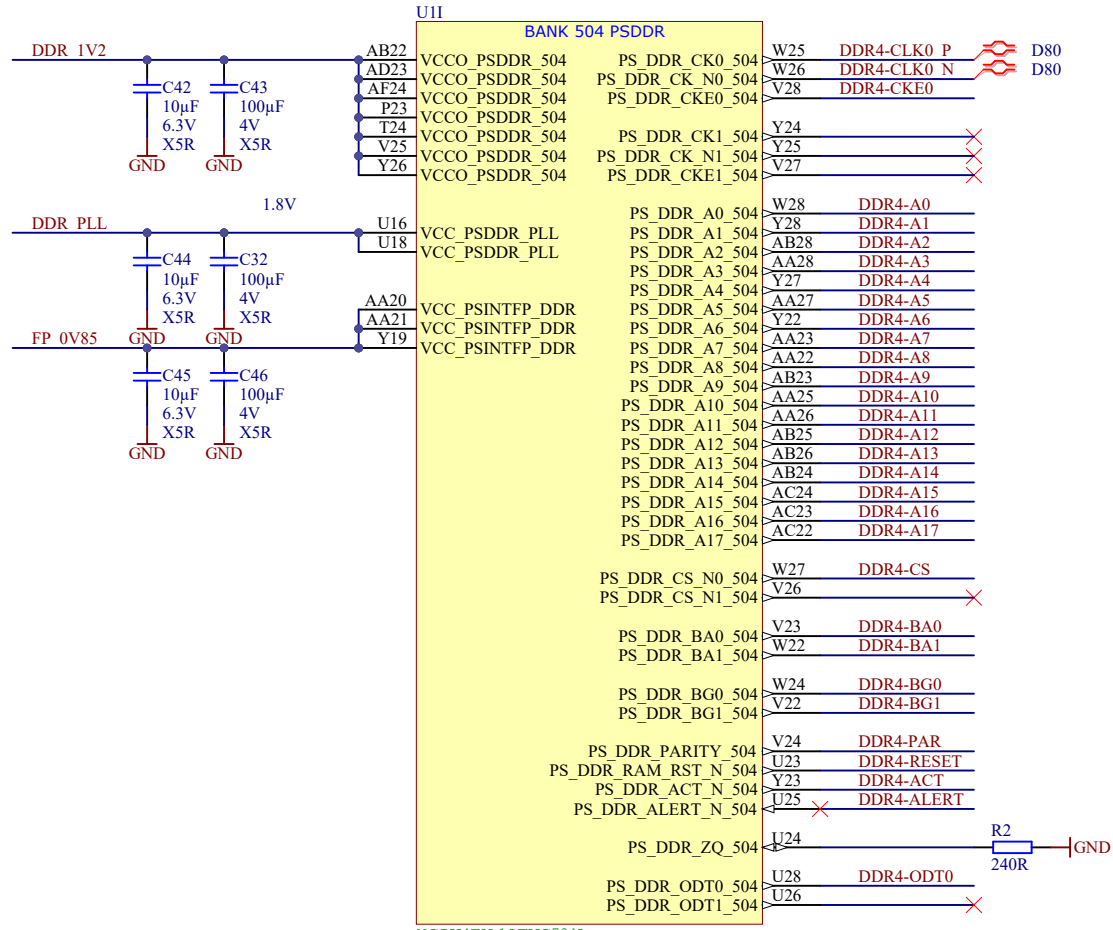 U1I
BANK 504 PSDDR
DDR_1V2
AB22 VCCO_PSDDR_504
AD23 VCCO_PSDDR_504
AF24 VCCO_PSDDR_504
P23 VCCO_PSDDR_504
T24 VCCO_PSDDR_504
V25 VCCO_PSDDR_504
Y26 VCCO_PSDDR_504
C42
10µF
6.3V
X5R
GND
C43
100µF
4V
X5R
GND
1.8V
DDR_PLL
U16 VCC_PSDDR_PLL
U18 VCC_PSDDR_PLL
C44
10µF
6.3V
X5R
GND
C32
100µF
4V
X5R
GND
AA20 VCC_PSINTFP_DDR
AA21 VCC_PSINTFP_DDR
Y19 VCC_PSINTFP_DDR
FP_0V85
C45
10µF
6.3V
X5R
GND
C46
100µF
4V
X5R
GND
PS_DDR_CK0_504 W25 DDR4-CLK0_P D80
PS_DDR_CK_N0_504 W26 DDR4-CLK0_N D80
PS_DDR_CKE0_504 V28 DDR4-CKE0
PS_DDR_CK1_504 Y24
PS_DDR_CK_N1_504 Y25
PS_DDR_CKE1_504 V27
PS_DDR_A0_504 W28 DDR4-A0
PS_DDR_A1_504 Y28 DDR4-A1
PS_DDR_A2_504 AB28 DDR4-A2
PS_DDR_A3_504 AA28 DDR4-A3
PS_DDR_A4_504 Y27 DDR4-A4
PS_DDR_A5_504 AA27 DDR4-A5
PS_DDR_A6_504 Y22 DDR4-A6
PS_DDR_A7_504 AA23 DDR4-A7
PS_DDR_A8_504 AA22 DDR4-A8
PS_DDR_A9_504 AB23 DDR4-A9
PS_DDR_A10_504 AA25 DDR4-A10
PS_DDR_A11_504 AA26 DDR4-A11
PS_DDR_A12_504 AB25 DDR4-A12
PS_DDR_A13_504 AB26 DDR4-A13
PS_DDR_A14_504 AB24 DDR4-A14
PS_DDR_A15_504 AC24 DDR4-A15
PS_DDR_A16_504 AC23 DDR4-A16
PS_DDR_A17_504 AC22 DDR4-A17
PS_DDR_CS_N0_504 W27 DDR4-CS
PS_DDR_CS_N1_504 V26
PS_DDR_BA0_504 V23 DDR4-BA0
PS_DDR_BA1_504 W22 DDR4-BA1
PS_DDR_BG0_504 W24 DDR4-BG0
PS_DDR_BG1_504 V22 DDR4-BG1
PS_DDR_PARITY_504 V24 DDR4-PAR
PS_DDR_RAM_RST_N_504 U23 DDR4-RESET
PS_DDR_ACT_N_504 Y23 DDR4-ACT
PS_DDR_ALERT_N_504 U25 DDR4-ALERT
PS_DDR_ZQ_504 U24
R2
240R
GND
PS_DDR_ODT0_504 U28 DDR4-ODT0
PS_DDR_ODT1_504 U26